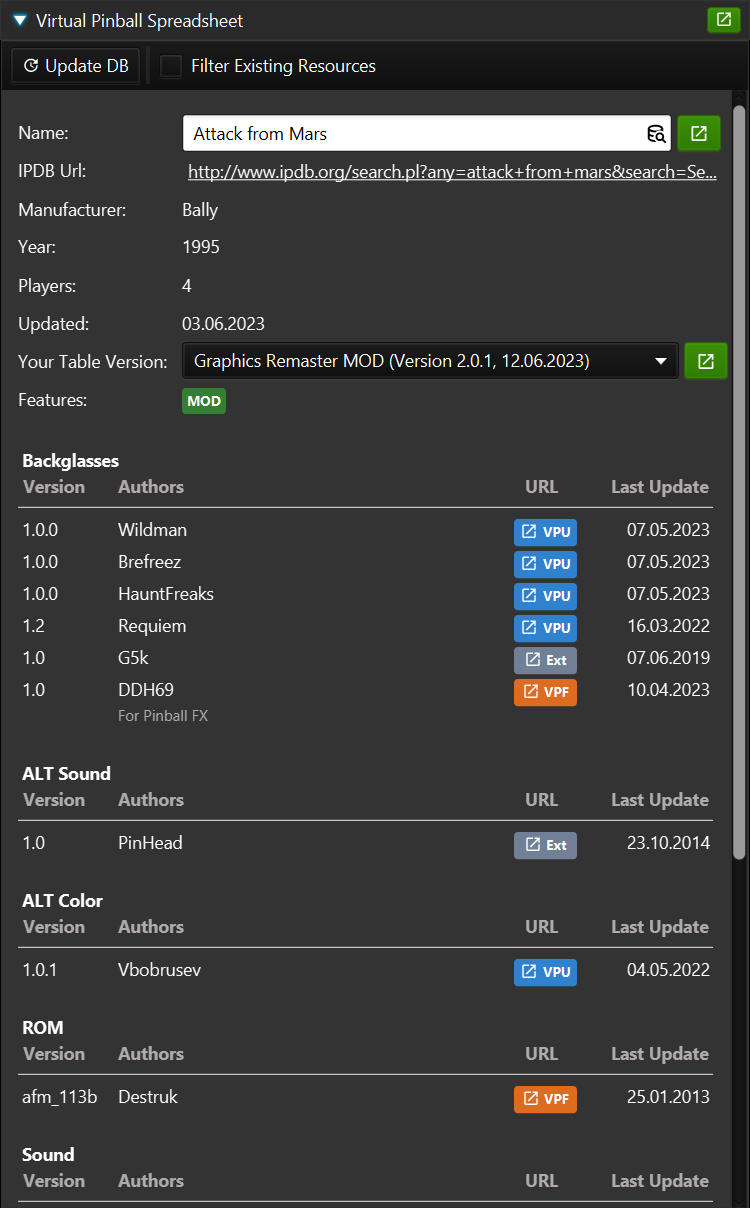 Virtual Pinball Spreadsheet
Update DB Filter Existing Resources
Name: Attack from Mars
IPDB Url: http://www.ipdb.org/search.pl?any=attack+from+mars&search=Se...
Manufacturer: Bally
Year: 1995
Players: 4
Updated: 03.06.2023
Your Table Version: Graphics Remaster MOD (Version 2.0.1, 12.06.2023)
Features: MOD
Backglasses
Version Authors URL Last Update
1.0.0 Wildman VPU 07.05.2023
1.0.0 Brefreez VPU 07.05.2023
1.0.0 HauntFreaks VPU 07.05.2023
1.2 Requiem VPU 16.03.2022
1.0 G5k Ext 07.06.2019
1.0 DDH69 VPF 10.04.2023
For Pinball FX
ALT Sound
Version Authors URL Last Update
1.0 PinHead Ext 23.10.2014
ALT Color
Version Authors URL Last Update
1.0.1 Vbobrusev VPU 04.05.2022
ROM
Version Authors URL Last Update
afm_113b Destruk VPF 25.01.2013
Sound
Version Authors URL Last Update